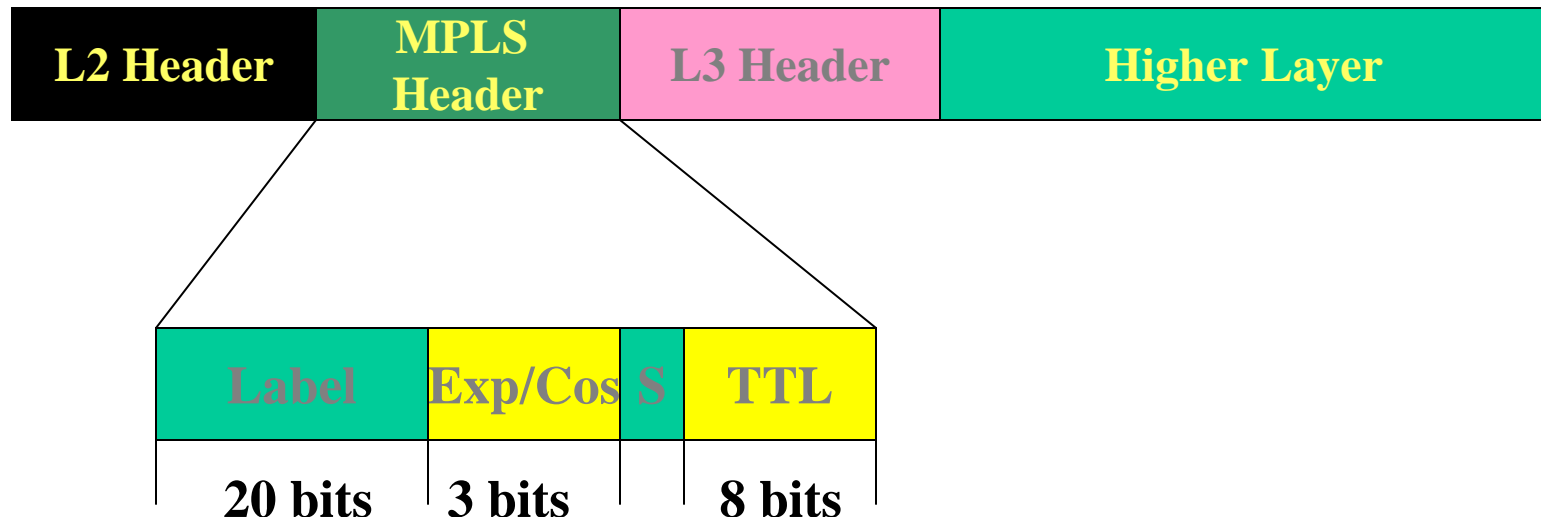 L2 Header
MPLS
Header
L3 Header
Higher Layer
Label
Exp/Cos
S
TTL
20 bits
3 bits
8 bits